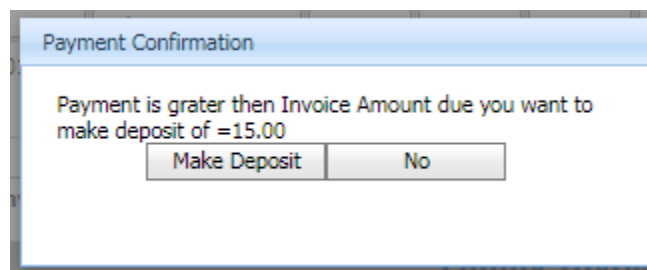 Payment Confirmation
Payment is grater then Invoice Amount due you want to
make deposit of =15.00
Make Deposit No